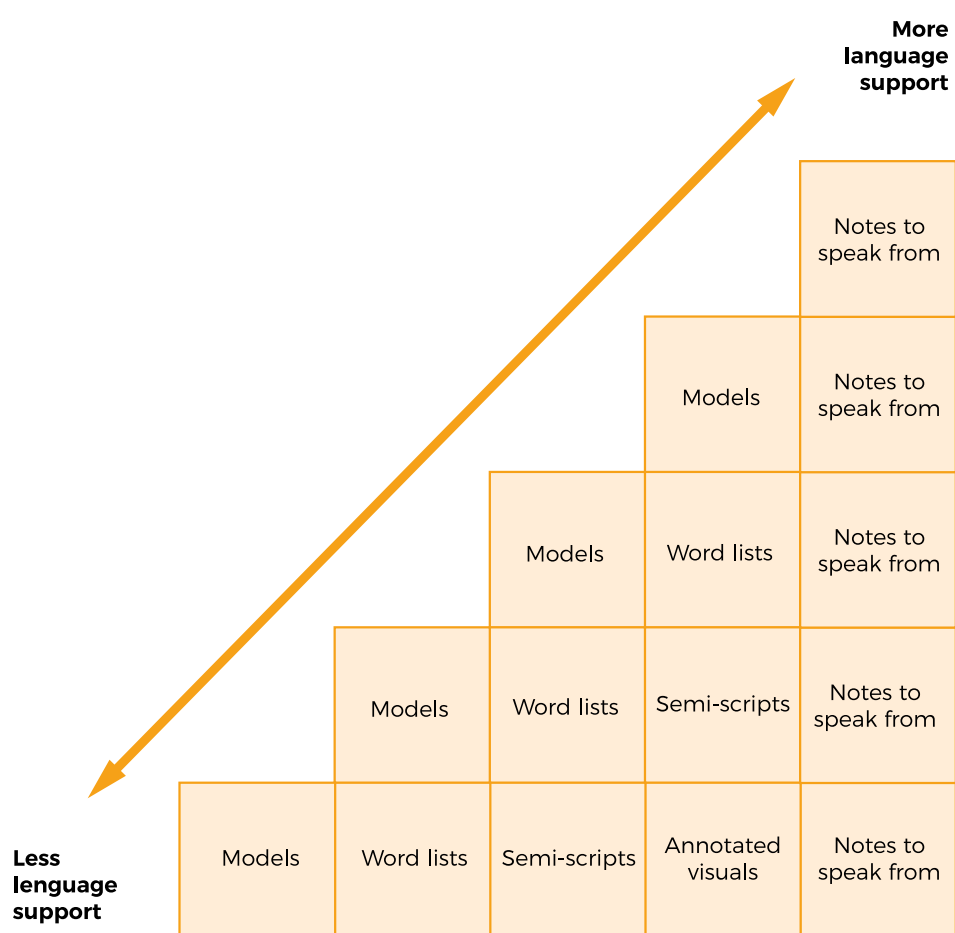 More
language
support
Notes to
speak from
Models
Notes to
speak from
Models
Word lists
Notes to
speak from
Models
Word lists
Semi-scripts
Notes to
speak from
Models
Word lists
Semi-scripts
Annotated
visuals
Notes to
speak from
Less
lenguage
support